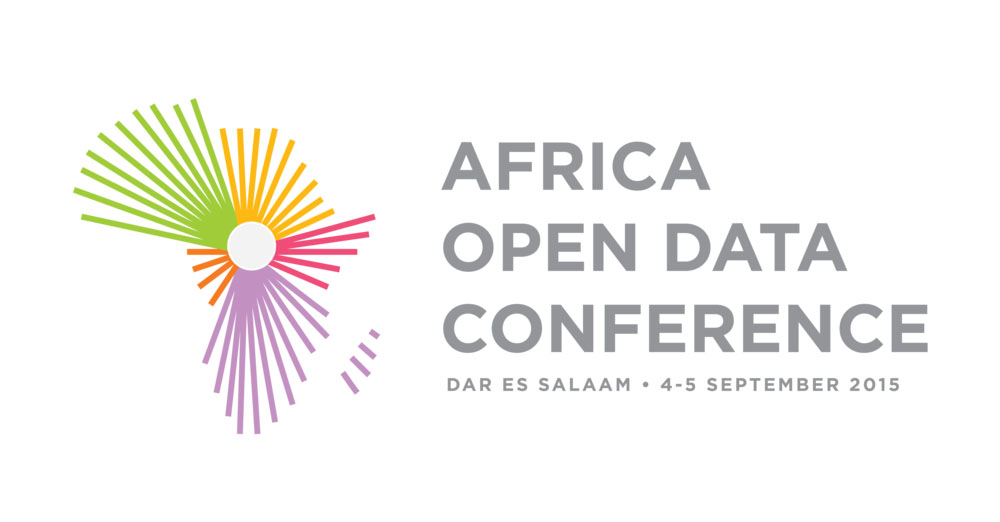 AFRICA
OPEN DATA
CONFERENCE
DAR ES SALAAM • 4-5 SEPTEMBER 2015